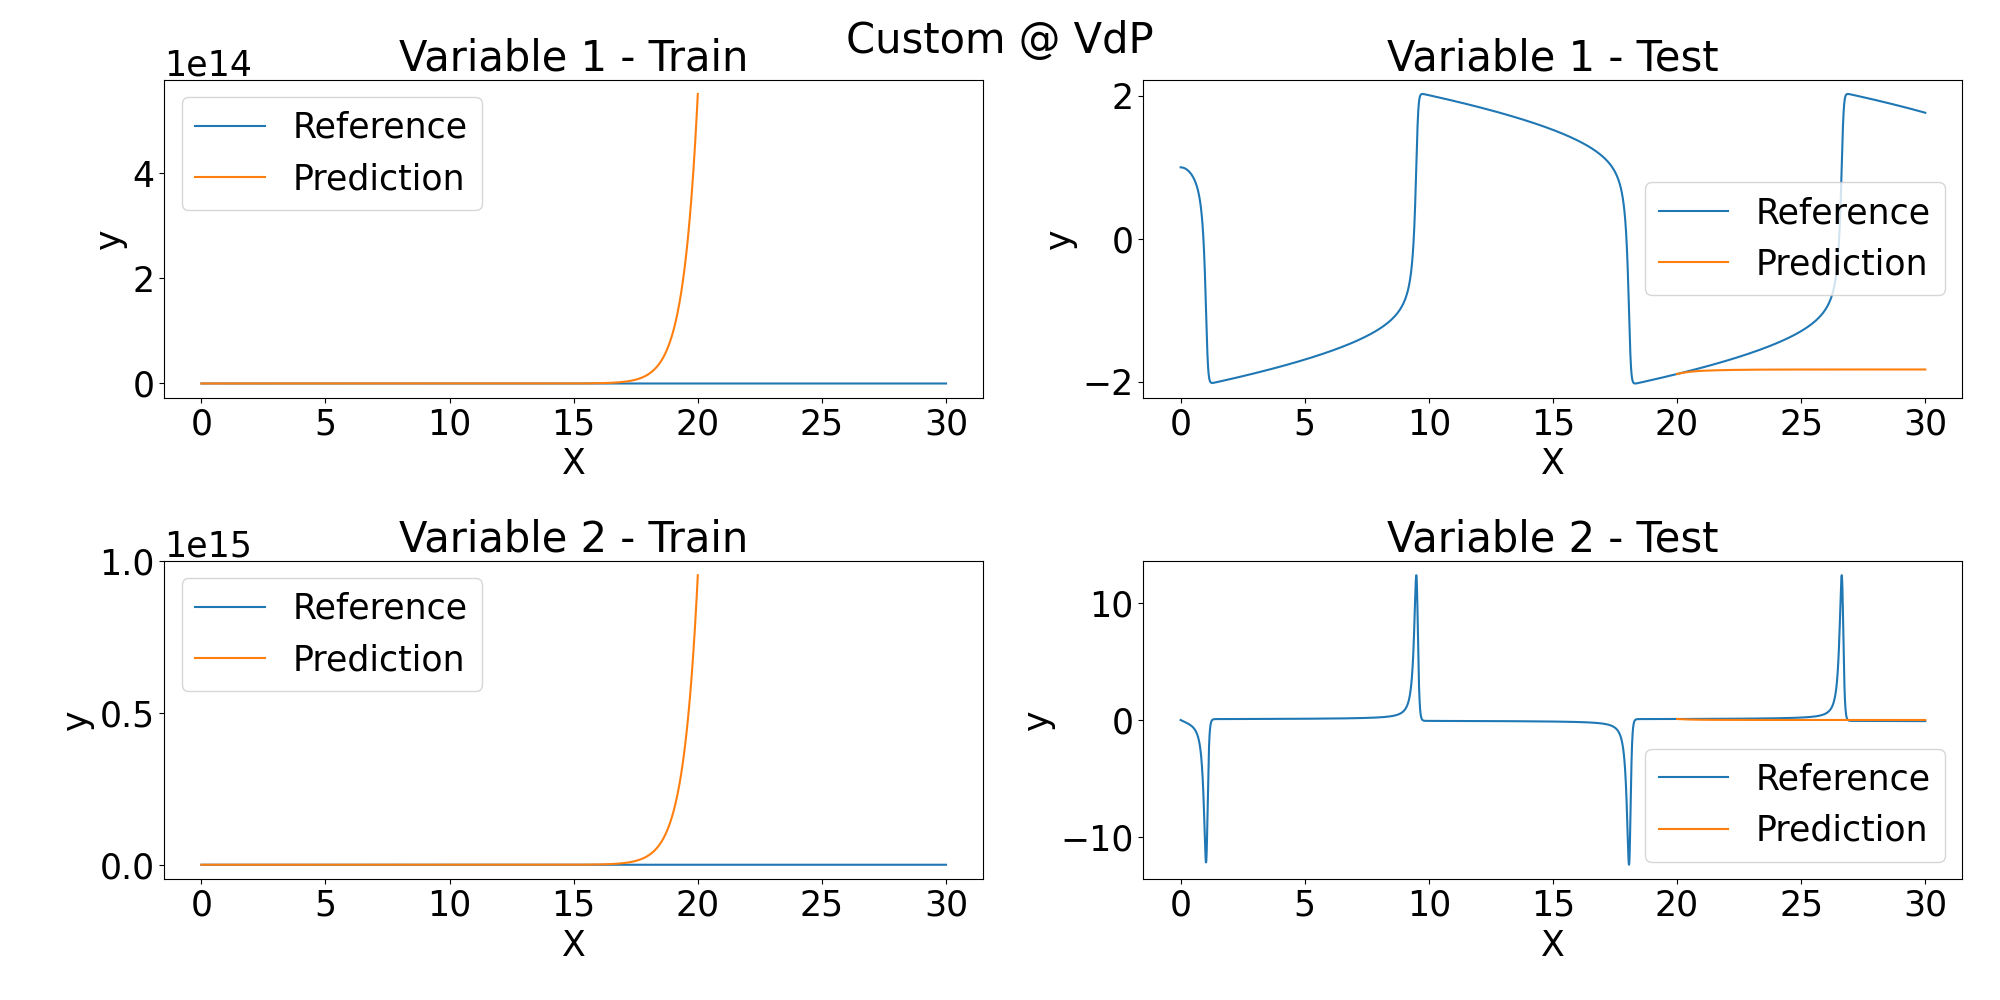 Custom @ VdP
Variable 1 - Train
1e14
Reference
Prediction
y
4
2
0
0 5 10 15 20 25 30
X
Variable 1 - Test
Reference
Prediction
y
2
0
−2
0 5 10 15 20 25 30
X
Variable 2 - Train
1e15
Reference
Prediction
y
1.0
0.5
0.0
0 5 10 15 20 25 30
X
Variable 2 - Test
Reference
Prediction
y
10
0
−10
0 5 10 15 20 25 30
X